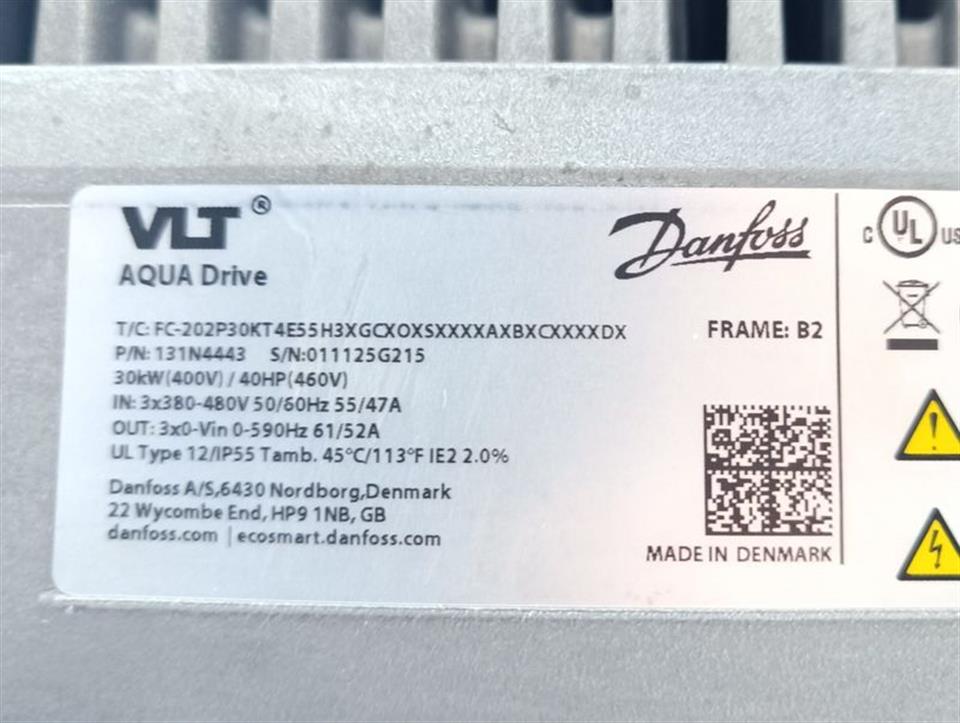 VLT®
AQUA Drive
Danfoss
T/C: FC-202P30KT4E55H3XGCXOXSXXXXAXBXCXXXXDX FRAME: B2
P/N: 131N4443 S/N:011125G215
30kW(400V) / 40HP(460V)
IN: 3x380-480V 50/60Hz 55/47A
OUT: 3x0-Vin 0-590Hz 61/52A
UL Type 12/IP55 Tamb. 45°C/113°F IE2 2.0%
Danfoss A/S,6430 Nordborg,Denmark
22 Wycombe End, HP9 1NB, GB
danfoss.com | ecosmart.danfoss.com
MADE IN DENMARK
C UL US